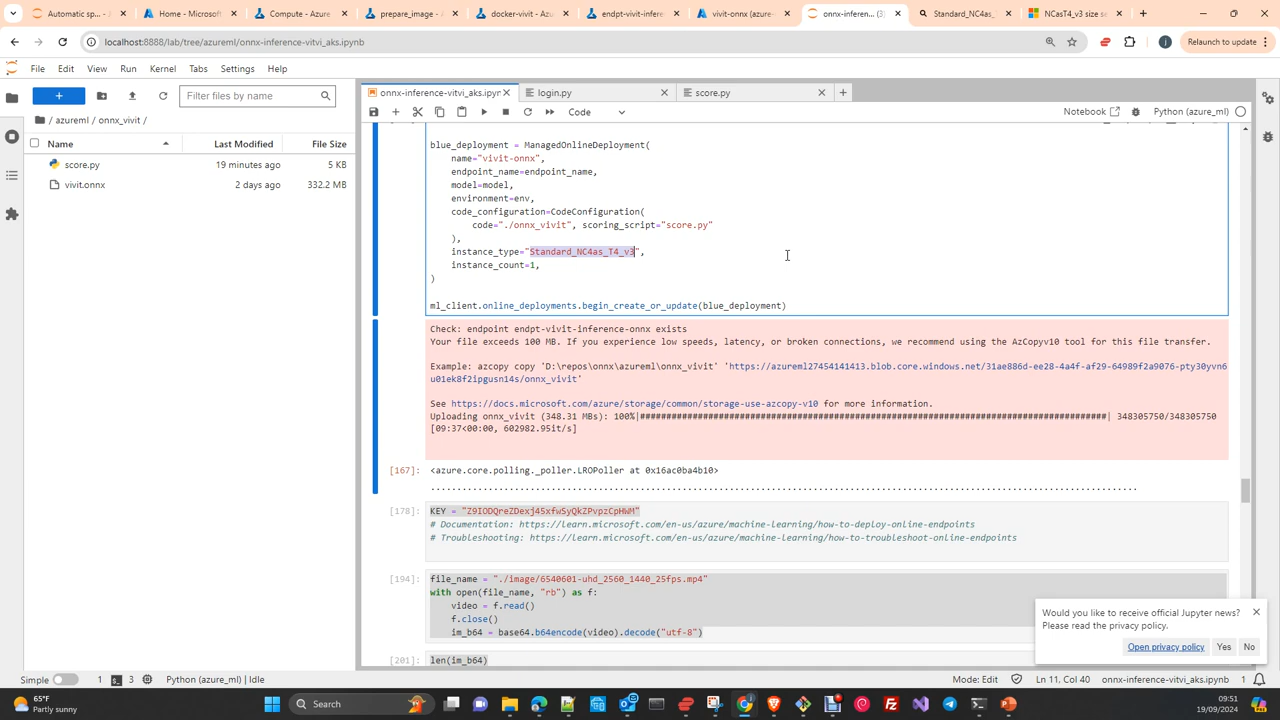 Automatic sp
Home - Microsof
Compute - Azure
prepare_image - A
docker-vivit - Azu
endpt-vivit-inferen
vivit-onnx (azure
onnx-inferen... (3)
Standard_NC4as_
NCasT4_v3 size se
localhost:8888/lab/tree/azureml/onnx-inference-vitvi_aks.ipynb
Relaunch to update
File Edit View Run Kernel Tabs Settings Help
onnx-inference-vitvi_aks.ipyn
login.py
score.py
+
Filter files by name
Code
Notebook
Python (azure_ml)
/ azureml / onnx_vivit /
Name Last Modified File Size
score.py 19 minutes ago 5 KB
vivit.onnx 2 days ago 332.2 MB
blue_deployment = ManagedOnlineDeployment(
name="vivit-onnx",
endpoint_name=endpoint_name,
model=model,
environment=env,
code_configuration=CodeConfiguration(
code="./onnx_vivit", scoring_script="score.py"
),
instance_type="Standard_NC4as_T4_v3",
instance_count=1,
)
ml_client.online_deployments.begin_create_or_update(blue_deployment)
Check: endpoint endpt-vivit-inference-onnx exists
Your file exceeds 100 MB. If you experience low speeds, latency, or broken connections, we recommend using the AzCopyv10 tool for this file transfer.
Example: azcopy copy 'D:\repos\onnx\azureml\onnx_vivit' 'https://azureml27454141413.blob.core.windows.net/31ae886d-ee28-4a4f-af29-64989f2a9076-pty30yvn6
u01ek8f2ipgusn14s/onnx_vivit'
See https://docs.microsoft.com/azure/storage/common/storage-use-azcopy-v10 for more information.
Uploading onnx_vivit (348.31 MBs): 100%|##########################################################################################| 348305750/348305750
[09:37<00:00, 602982.95it/s]
[167]: <azure.core.polling._poller.LROPoller at 0x16ac0ba4b10>
.......................................................................................................................................
[178]: KEY = "Z9IODQreZDexj45xfwSyQkZPvpzCpHWM"
# Documentation: https://learn.microsoft.com/en-us/azure/machine-learning/how-to-deploy-online-endpoints
# Troubleshooting: https://learn.microsoft.com/en-us/azure/machine-learning/how-to-troubleshoot-online-endpoints
[194]: file_name = "./image/6540601-uhd_2560_1440_25fps.mp4"
with open(file_name, "rb") as f:
video = f.read()
f.close()
im_b64 = base64.b64encode(video).decode("utf-8")
[201]: len(im_b64)
Would you like to receive official Jupyter news?
Please read the privacy policy.
Open privacy policy Yes No
Simple 1 3 Python (azure_ml) | Idle
Mode: Edit Ln 11, Col 40 onnx-inference-vitvi_aks.ipynb 1
65°F
Partly sunny
Search
09:51
19/09/2024